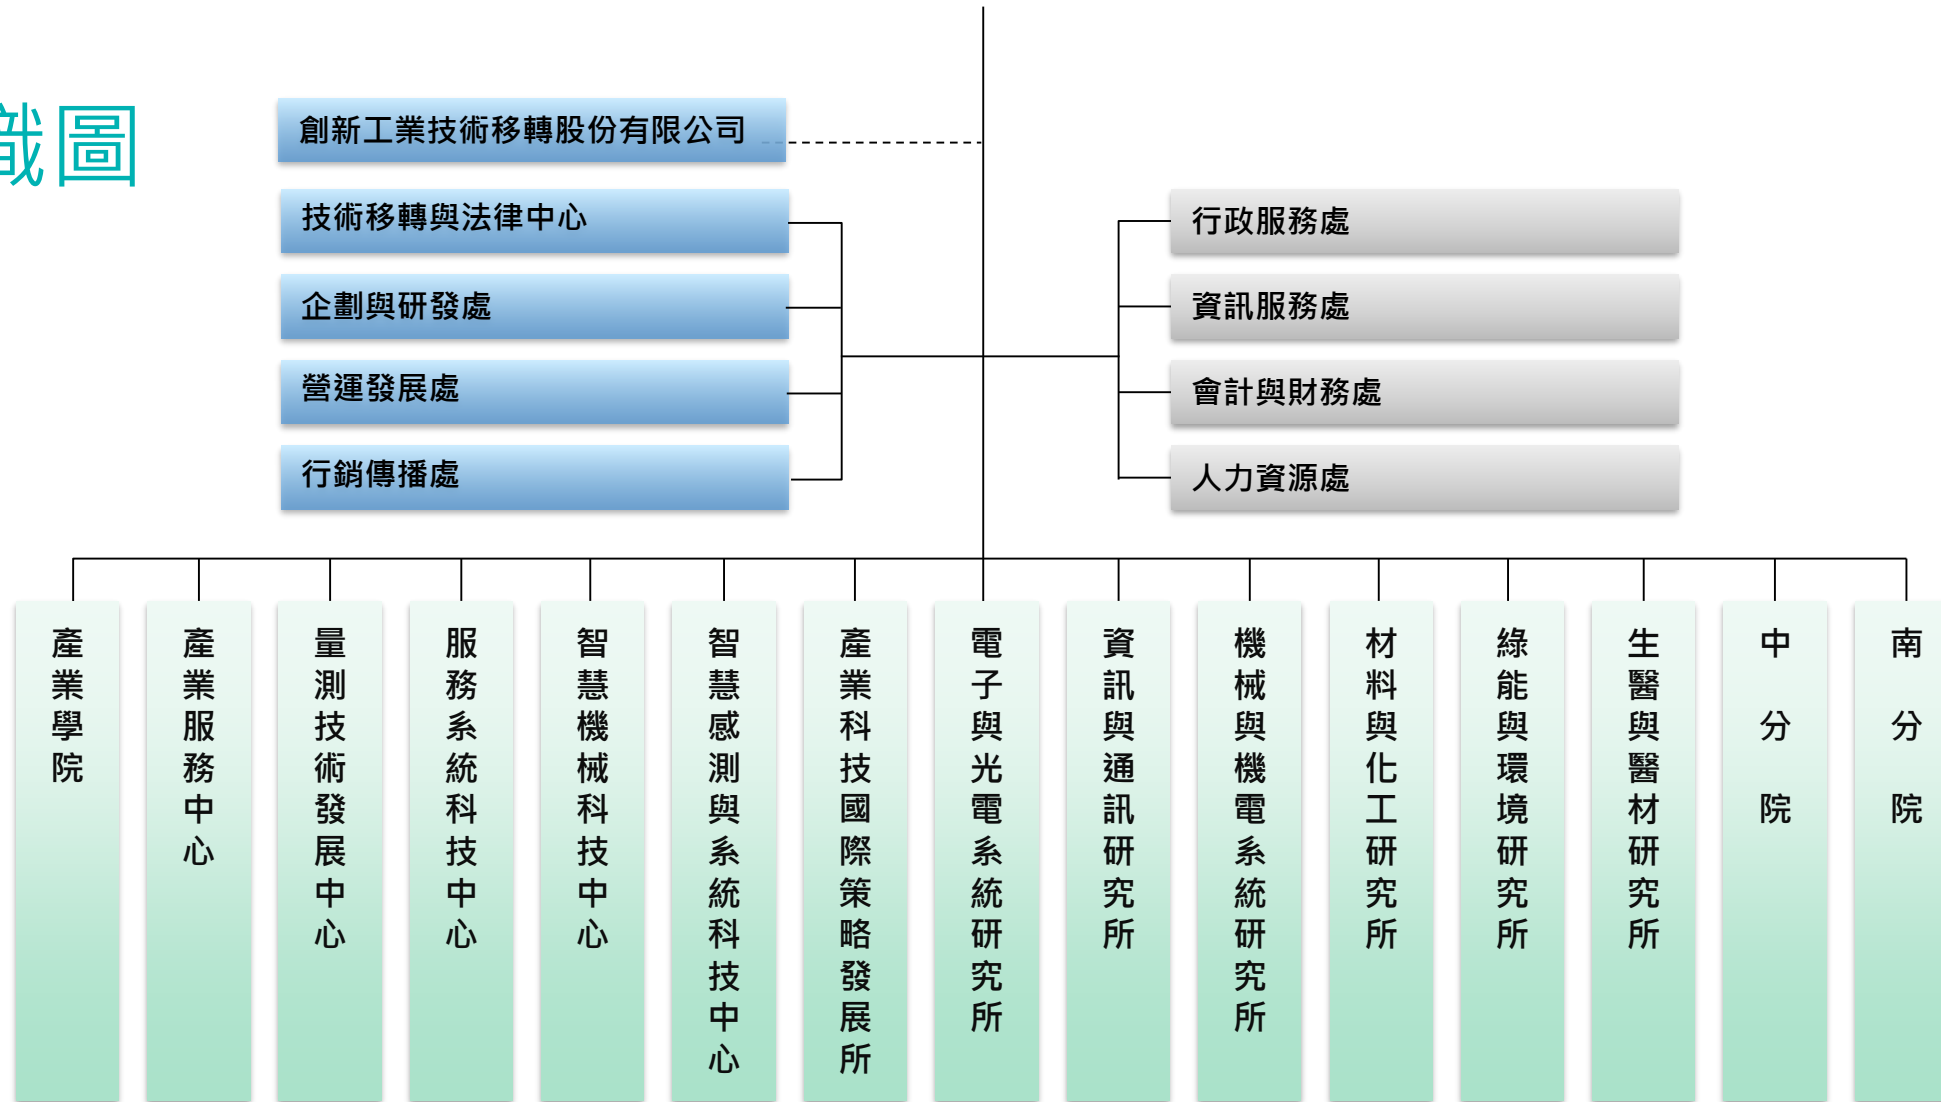 織圖
創新工業技術移轉股份有限公司
技術移轉與法律中心
企劃與研發處
營運發展處
行銷傳播處
行政服務處
資訊服務處
會計與財務處
人力資源處
產業學院
產業服務中心
量測技術發展中心
服務系統科技中心
智慧機械科技中心
智慧感測與系統科技中心
產業科技國際策略發展所
電子與光電系統研究所
資訊與通訊研究所
機械與機電系統研究所
材料與化工研究所
綠能與環境研究所
生醫與醫材研究所
中分院
南分院